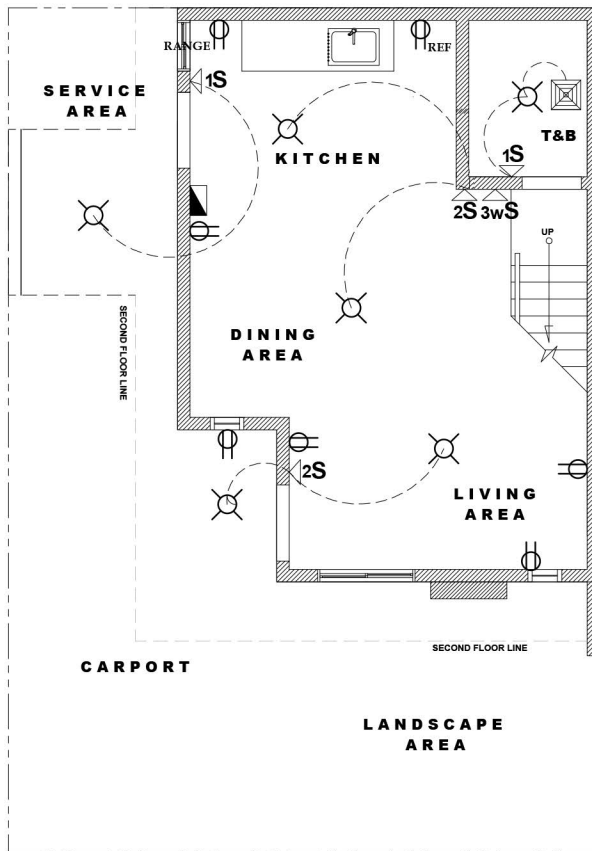 RANGE
REF
SERVICE
AREA
1S
T&B
KITCHEN
1S
2S
3wS
UP
SECOND FLOOR LINE
DINING
AREA
2S
LIVING
AREA
SECOND FLOOR LINE
CARPORT
LANDSCAPE
AREA